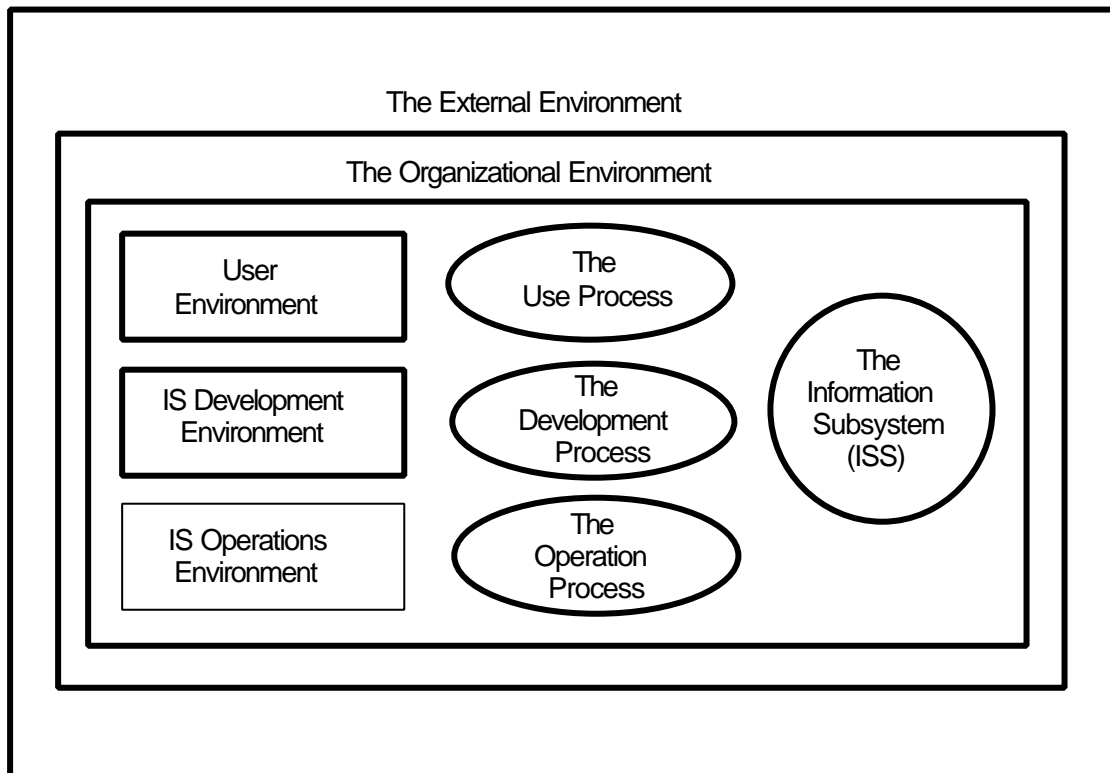 The External Environment
The Organizational Environment
User
Environment
The
Use Process
IS Development
Environment
The
Development
Process
The
Information
Subsystem
(ISS)
IS Operations
Environment
The
Operation
Process